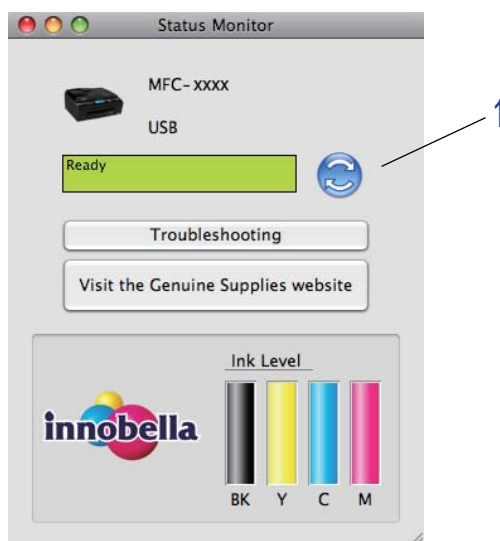 Status Monitor
MFC- xxxx
USB
1
Ready
Troubleshooting
Visit the Genuine Supplies website
Ink Level
innobella
BK Y C M